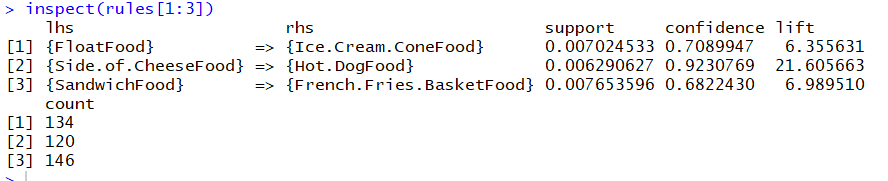 > inspect(rules[1:3])
    lhs                      rhs                        support     confidence lift
[1] {FloatFood}           => {Ice.Cream.ConeFood}       0.007024533 0.7089947   6.355631
[2] {Side.of.CheeseFood} => {Hot.DogFood}              0.006290627 0.9230769  21.605663
[3] {SandwichFood}        => {French.Fries.BasketFood} 0.007653596 0.6822430   6.989510
    count
[1] 134
[2] 120
[3] 146
>